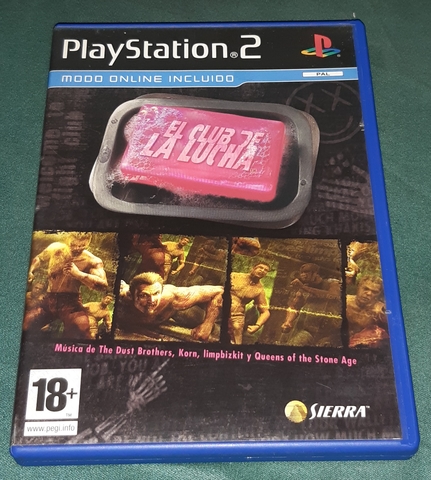 PlayStation®2
MODO ONLINE INCLUIDO
PAL
EL CLUB DE
LA LUCHA
Música de The Dust Brothers, Korn, limpbizkit y Queens of the Stone Age
18+
www.pegi.info
SIERRA™